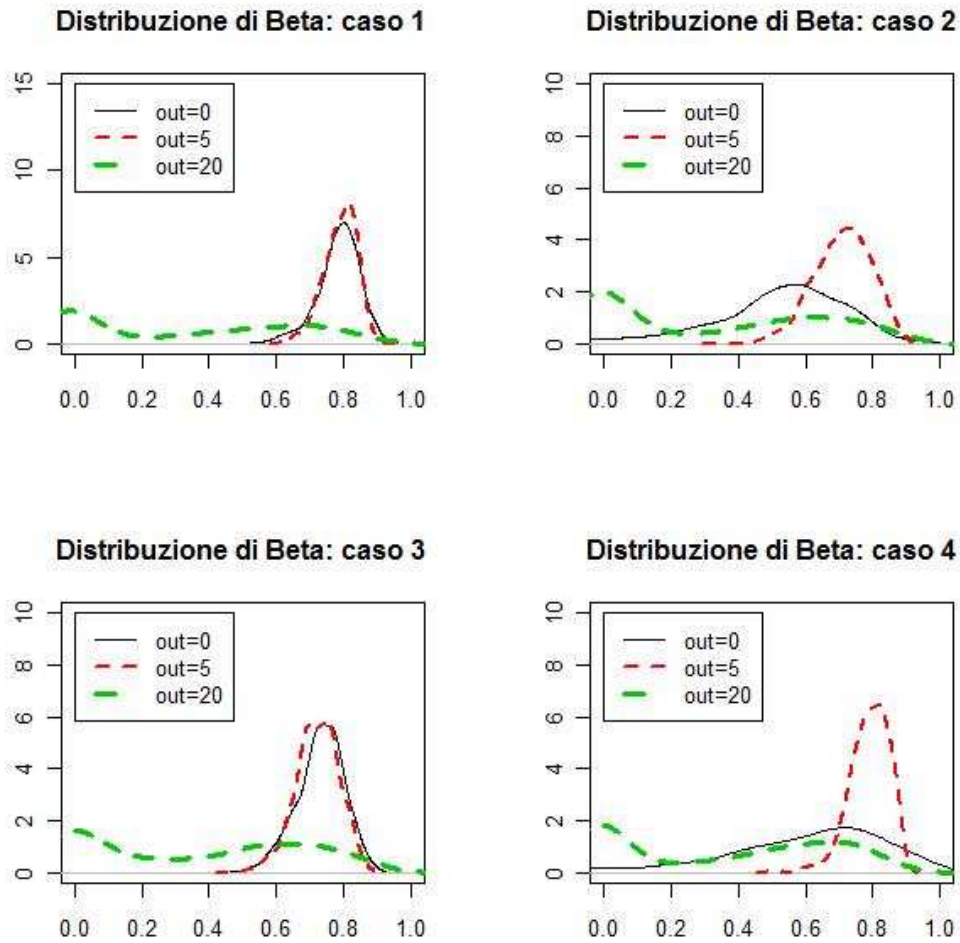 Distribuzione di Beta: caso 1
15
10
5
0
out=0
out=5
out=20
0.0 0.2 0.4 0.6 0.8 1.0
Distribuzione di Beta: caso 2
10
8
6
4
2
0
out=0
out=5
out=20
0.0 0.2 0.4 0.6 0.8 1.0
Distribuzione di Beta: caso 3
10
8
6
4
2
0
out=0
out=5
out=20
0.0 0.2 0.4 0.6 0.8 1.0
Distribuzione di Beta: caso 4
10
8
6
4
2
0
out=0
out=5
out=20
0.0 0.2 0.4 0.6 0.8 1.0